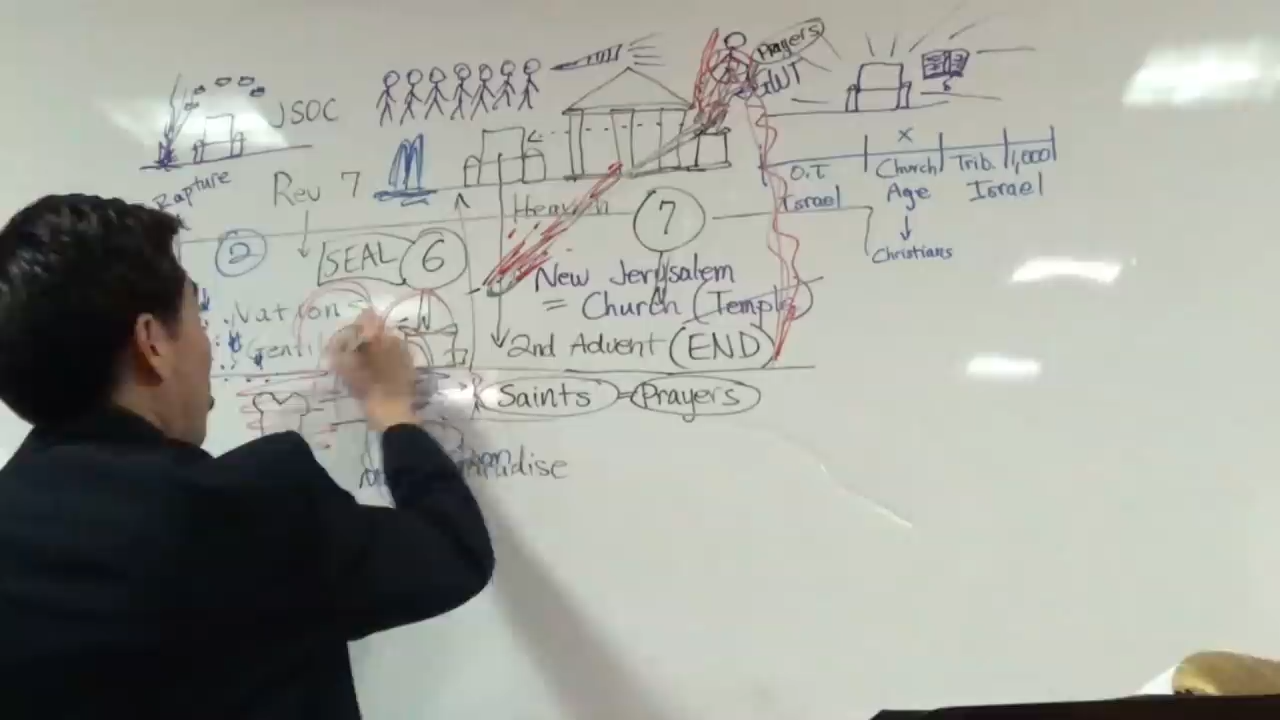 Prayers
GWT
JSOC
Rapture
Rev 7
Heaven
7
x
O.T
Israel
Church
Age
Trib.
Israel
1,000
Christians
2
SEAL 6
New Jerusalem
= Church (Temple)
2nd Advent (END)
Nations
Saints = Prayers